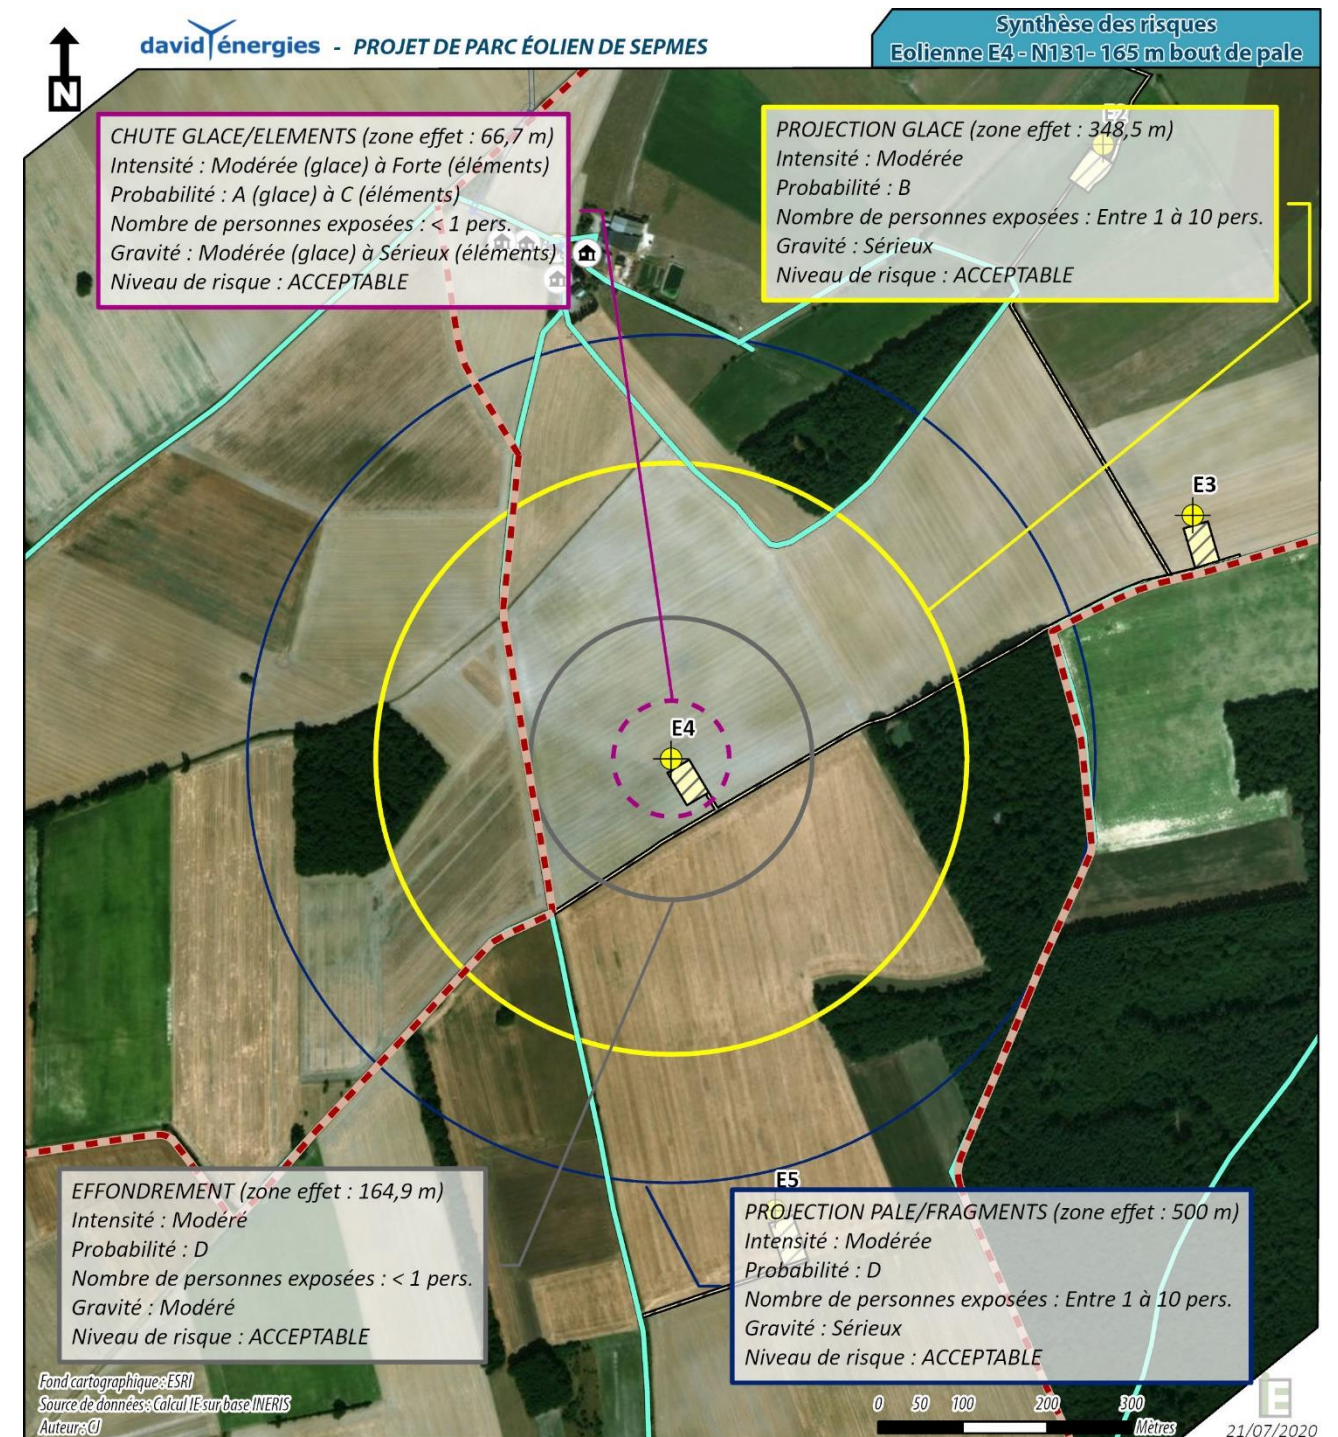 N
david énergies - PROJET DE PARC ÉOLIEN DE SEPMES
Synthèse des risques
Eolienne E4 - N131- 165 m bout de pale
CHUTE GLACE/ELEMENTS (zone effet : 66,7 m)
Intensité : Modérée (glace) à Forte (éléments)
Probabilité : A (glace) à C (éléments)
Nombre de personnes exposées : < 1 pers.
Gravité : Modérée (glace) à Sérieux (éléments)
Niveau de risque : ACCEPTABLE
E2
PROJECTION GLACE (zone effet : 348,5 m)
Intensité : Modérée
Probabilité : B
Nombre de personnes exposées : Entre 1 à 10 pers.
Gravité : Sérieux
Niveau de risque : ACCEPTABLE
E3
E4
EFFONDREMENT (zone effet : 164,9 m)
Intensité : Modéré
Probabilité : D
Nombre de personnes exposées : < 1 pers.
Gravité : Modéré
Niveau de risque : ACCEPTABLE
E5
PROJECTION PALE/FRAGMENTS (zone effet : 500 m)
Intensité : Modérée
Probabilité : D
Nombre de personnes exposées : Entre 1 à 10 pers.
Gravité : Sérieux
Niveau de risque : ACCEPTABLE
Fond cartographique : ESRI
Source de données : Calcul IE sur base INERIS
Auteur : CJ
0 50 100 200 300
Mètres
21/07/2020